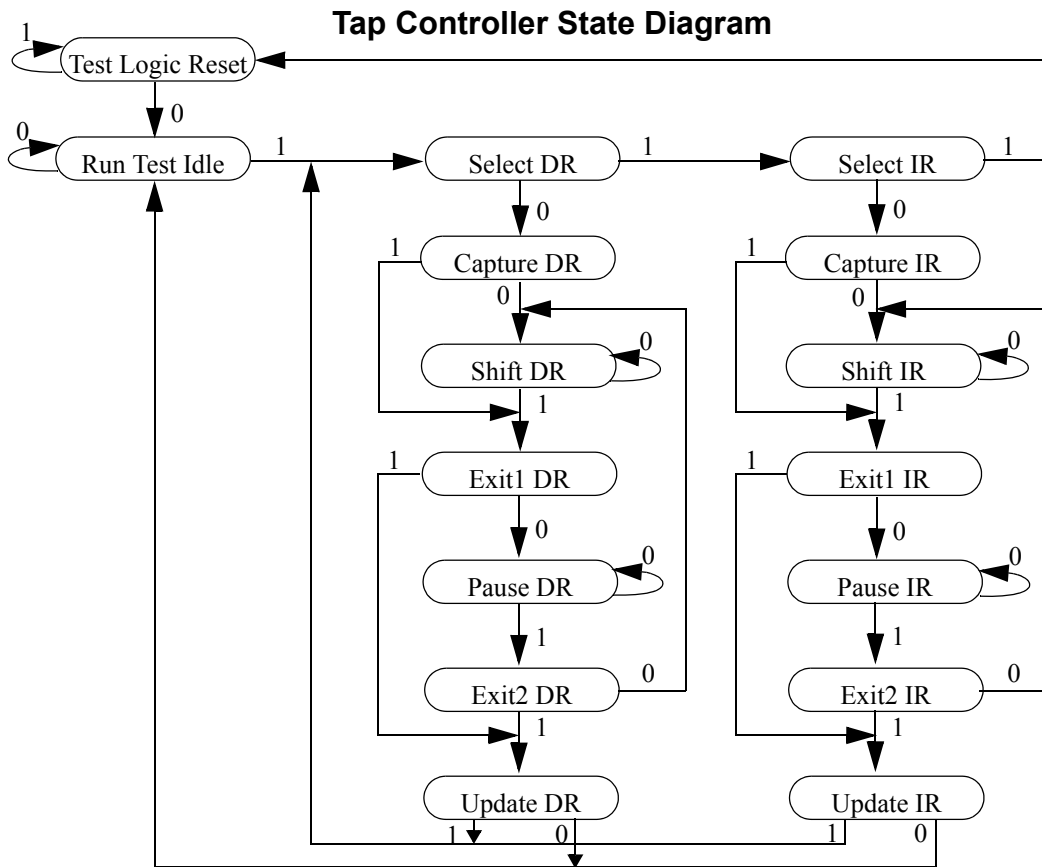 Tap Controller State Diagram
1
Test Logic Reset
0
0
Run Test Idle
1
Select DR
1
Select IR
1
0
0
1
Capture DR
1
Capture IR
0
0
Shift DR
0
Shift IR
0
1
1
1
Exit1 DR
1
Exit1 IR
0
0
Pause DR
0
Pause IR
0
1
1
Exit2 DR
0
Exit2 IR
0
1
1
Update DR
Update IR
1
0
1
0